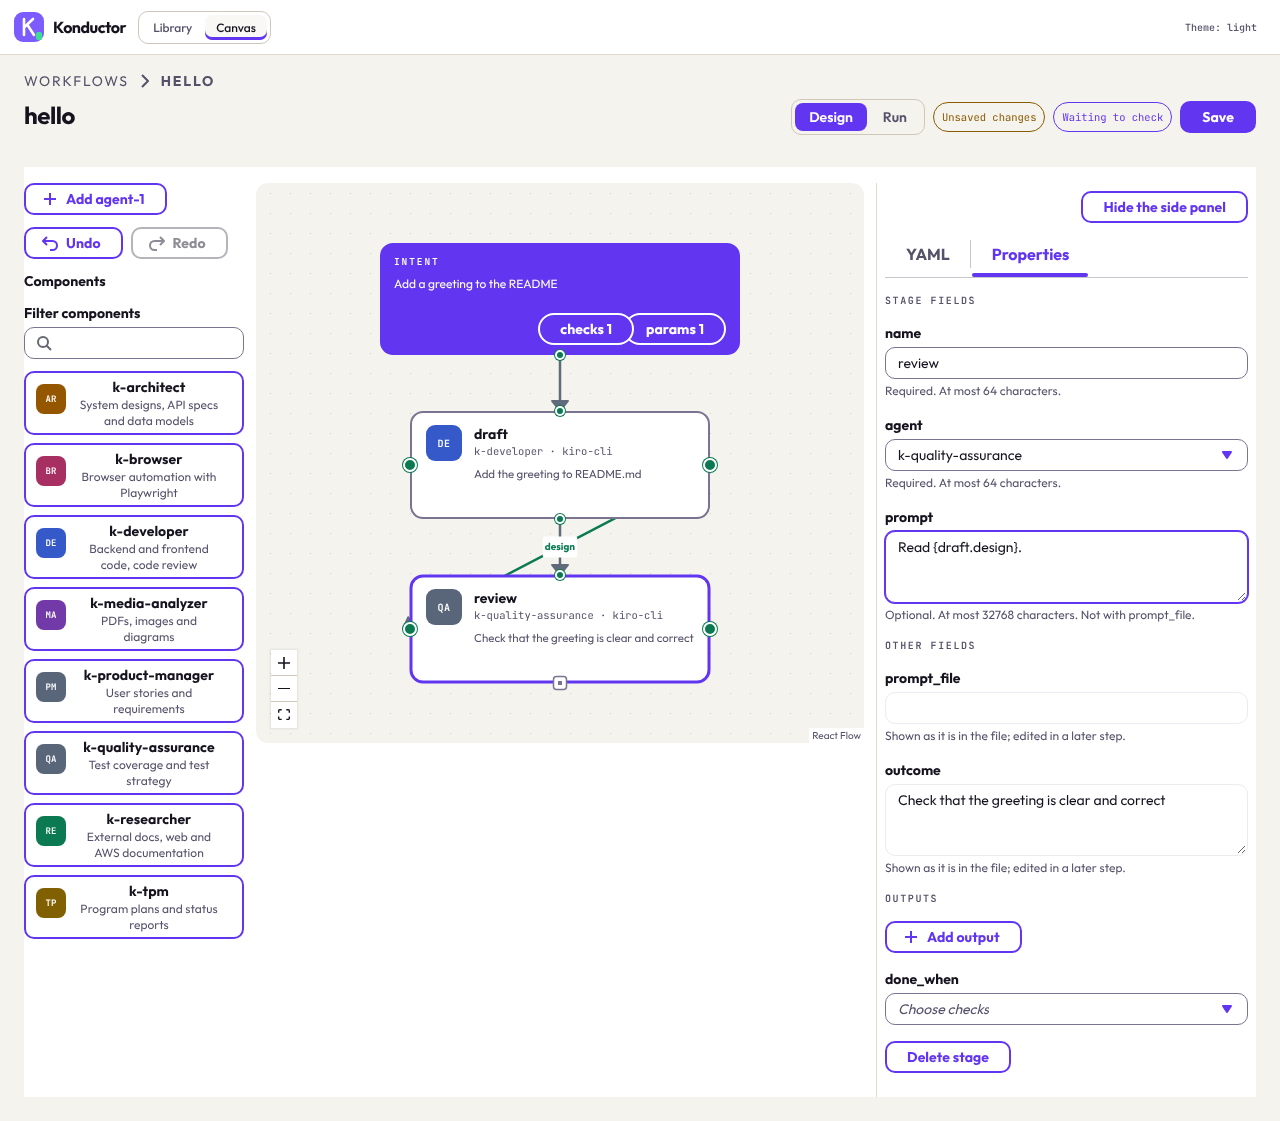 Konductor
Library
Canvas
Theme: light
WORKFLOWS > HELLO
hello
Design
Run
Unsaved changes
Waiting to check
Save
Add agent-1
Undo
Redo
Components
Filter components
AR
k-architect
System designs, API specs
and data models
BR
k-browser
Browser automation with
Playwright
DE
k-developer
Backend and frontend
code, code review
MA
k-media-analyzer
PDFs, images and
diagrams
PM
k-product-manager
User stories and
requirements
QA
k-quality-assurance
Test coverage and test
strategy
RE
k-researcher
External docs, web and
AWS documentation
TP
k-tpm
Program plans and status
reports
INTENT
Add a greeting to the README
checks 1
params 1
DE
draft
k-developer · kiro-cli
Add the greeting to README.md
design
QA
review
k-quality-assurance · kiro-cli
Check that the greeting is clear and correct
React Flow
Hide the side panel
YAML
Properties
STAGE FIELDS
name
review
Required. At most 64 characters.
agent
k-quality-assurance
Required. At most 64 characters.
prompt
Read {draft.design}.
Optional. At most 32768 characters. Not with prompt_file.
OTHER FIELDS
prompt_file
Shown as it is in the file; edited in a later step.
outcome
Check that the greeting is clear and correct
Shown as it is in the file; edited in a later step.
OUTPUTS
Add output
done_when
Choose checks
Delete stage